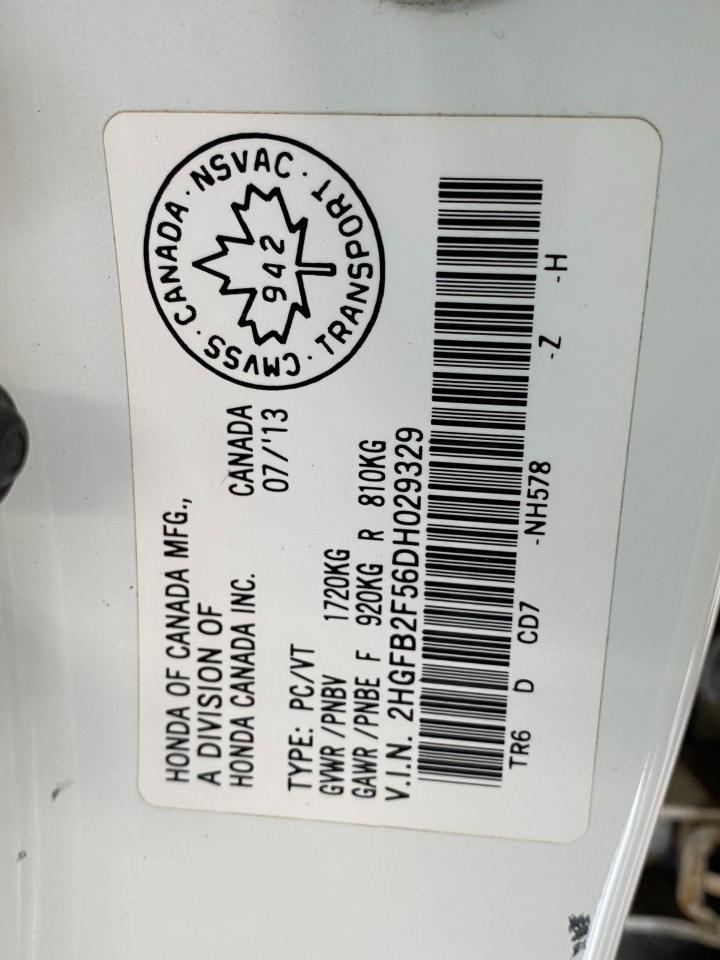 HONDA OF CANADA MFG.,
A DIVISION OF
HONDA CANADA INC.
CANADA
07/'13
CANADA · NSVAC · TRANSPORT · CMVSS ·
942
TYPE: PC/VT
GVWR/PNBV 1720KG
GAWR/PNBE F 920KG R 810KG
V.I.N. 2HGFB2F56DH029329
TR6 D CD7 -NH578 -Z -H